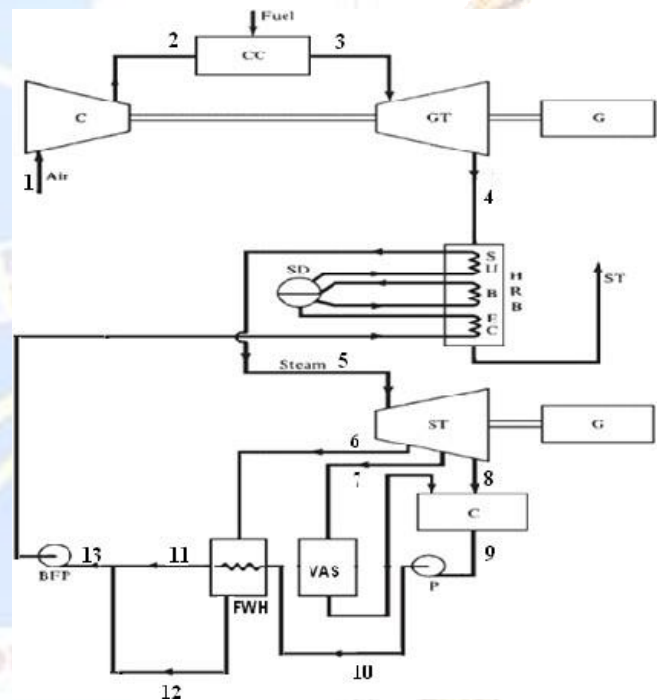 Fuel
2
CC
3
C
GT
G
1
Air
4
SD
S
U
B
E
C
H
R
B
ST
Steam
5
6
ST
G
7
8
C
9
13
11
BFP
FWH
VAS
P
10
12